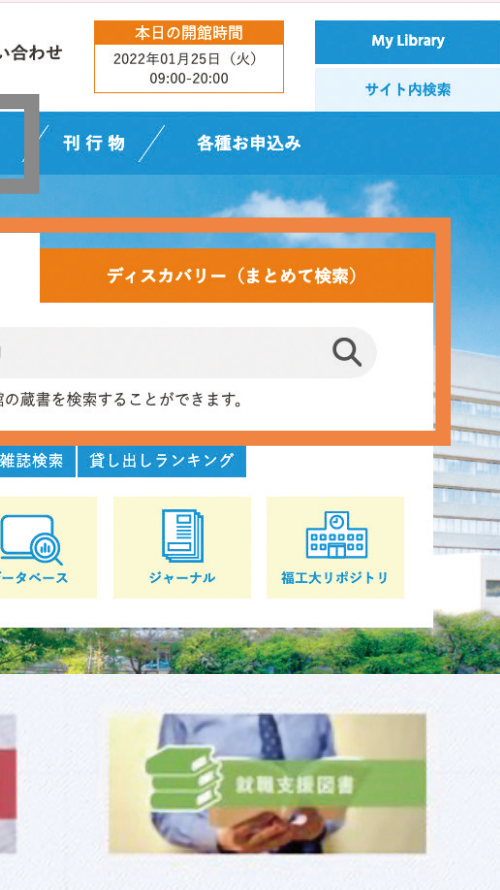 い合わせ
本日の開館時間
2022年01月25日（火）
09:00-20:00
My Library
サイト内検索
刊行物
各種お申込み
ディスカバリー（まとめて検索）
館の蔵書を検索することができます。
雑誌検索
貸し出しランキング
データベース
ジャーナル
福工大リポジトリ
就職支援図書